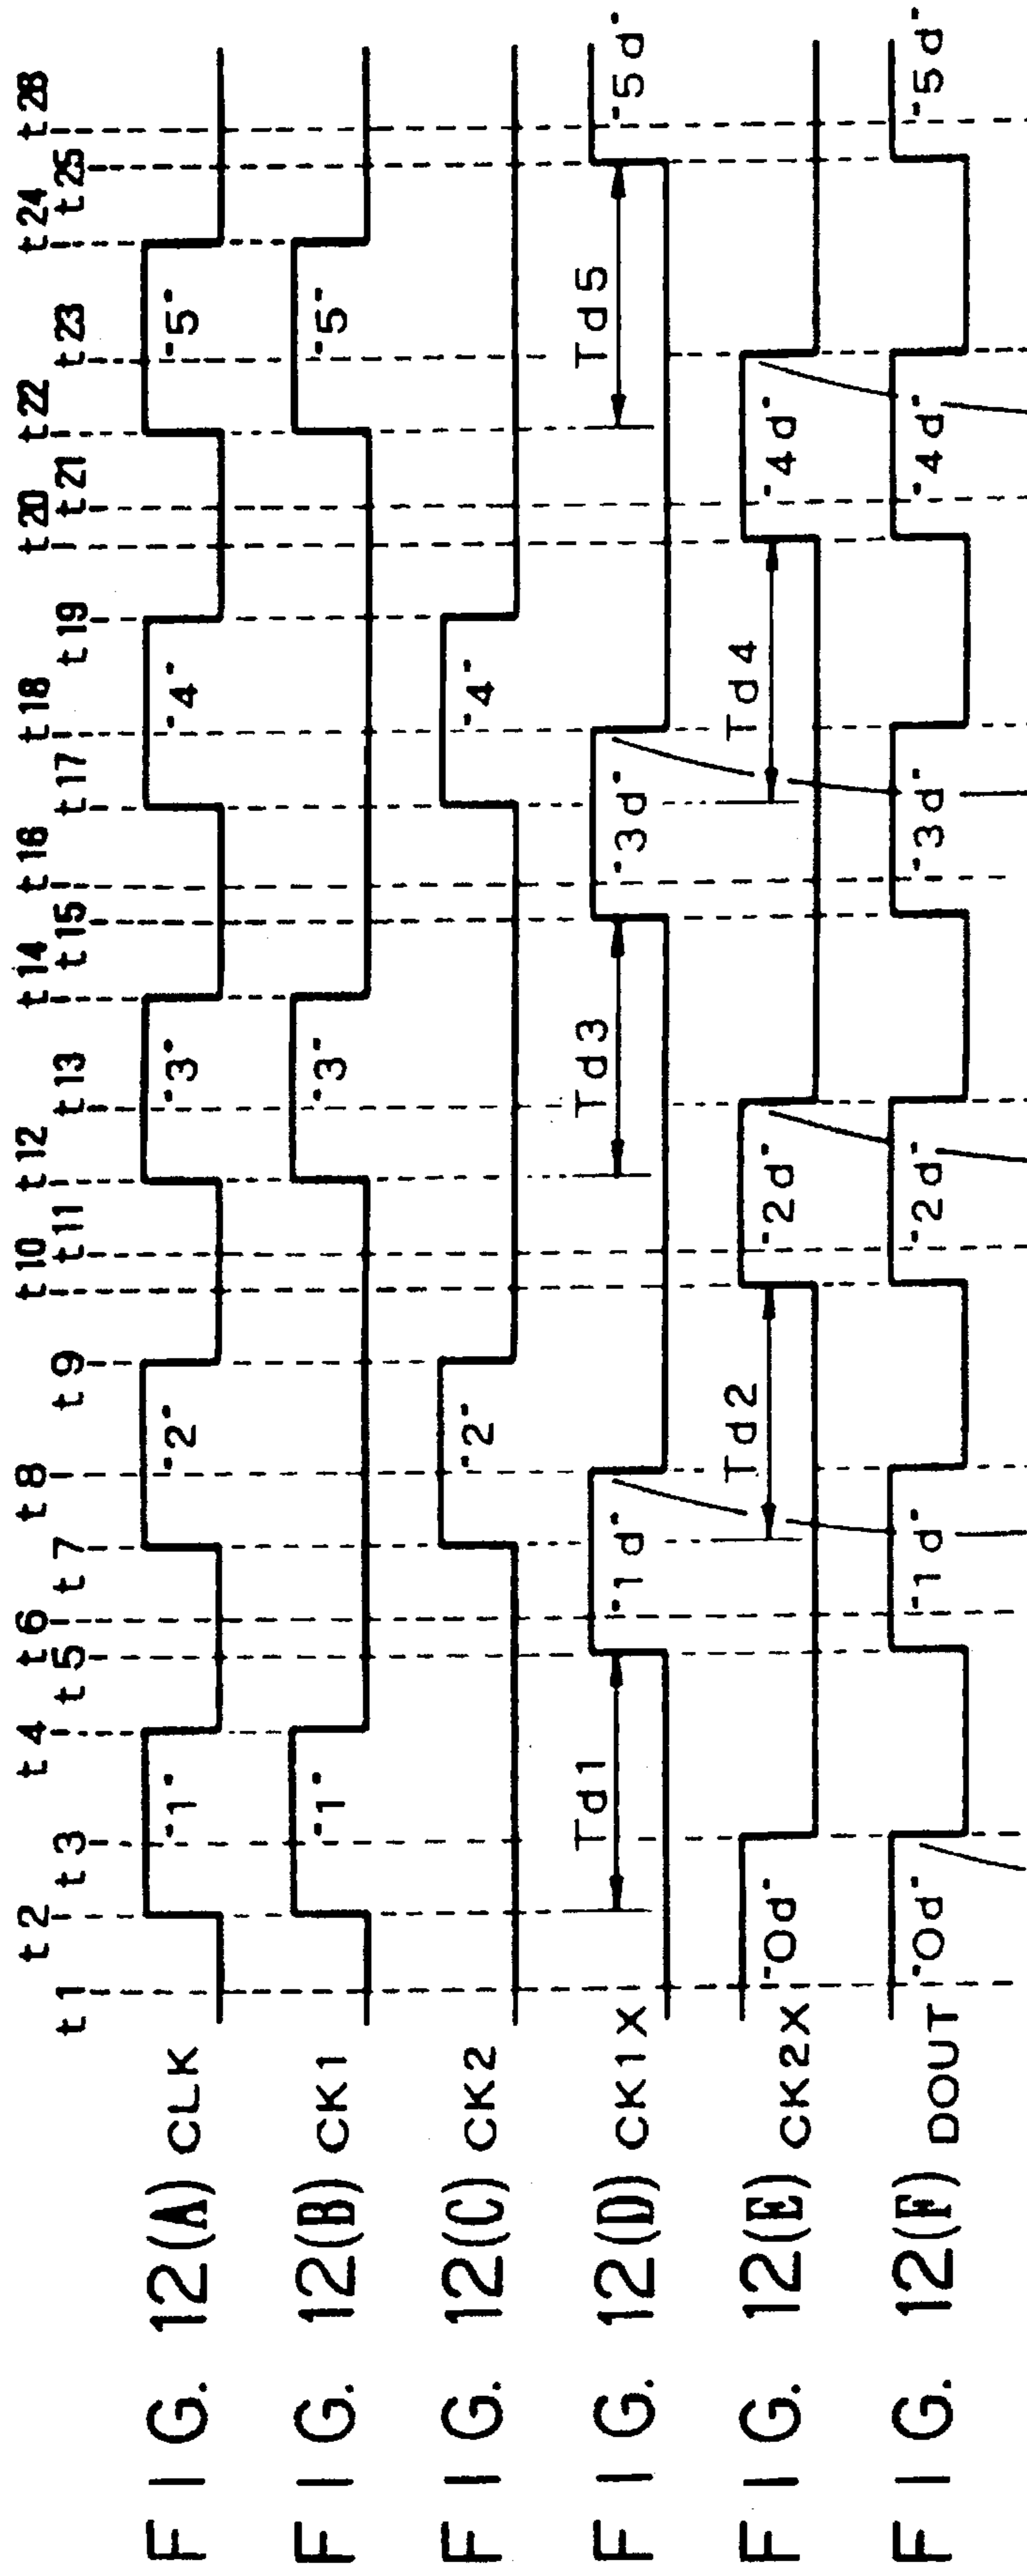 t1 t2 t3 t4 t5 t6 t7 t8 t9 t10 t11 t12 t13 t14 t15 t16 t17 t18 t19 t20 t21 t22 t23 t24 t25 t26
FIG. 12(A) CLK "1" "2" "3" "4" "5"
FIG. 12(B) CK1 "1" "3" "5"
FIG. 12(C) CK2 "2" "4"
FIG. 12(D) CK1X Td1 "1d" Td3 "3d" Td5 "5d"
FIG. 12(E) CK2X "0d" Td2 "2d" Td4 "4d"
FIG. 12(F) DOUT "0d" "1d" "2d" "3d" "4d" "5d"